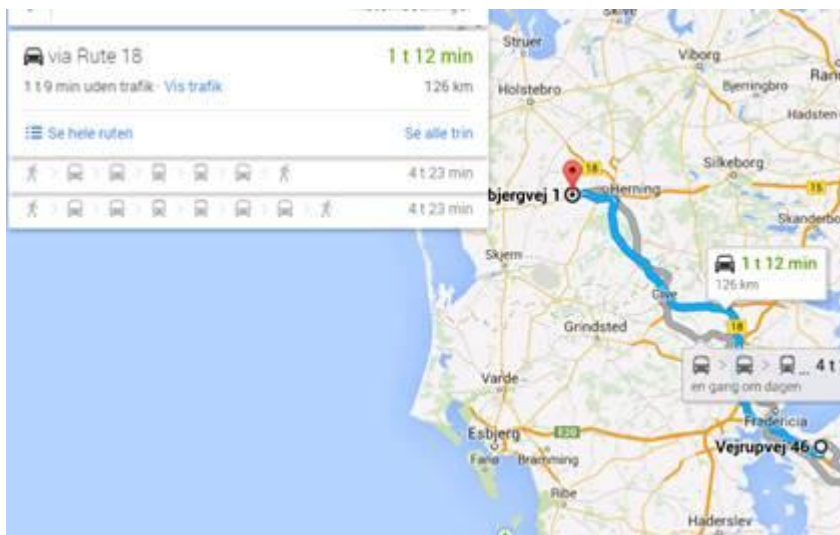 via Rute 18
1 t 12 min
1 t 9 min uden trafik · Vis trafik
126 km
Se hele ruten
Se alle trin
4 t 23 min
4 t 23 min
Struer
Viborg
Holstebro
Bjerringbro
Hadsten
18
Silkeborg
bjergvej 1
Herning
15
Skanderbo
Skjern
1 t 12 min
126 km
Give
18
Grindsted
4 t
en gang om dagen
Varde
Fredericia
Esbjerg
E20
Vejrupvej 46
Fanø
Bramming
Ribe
Haderslev